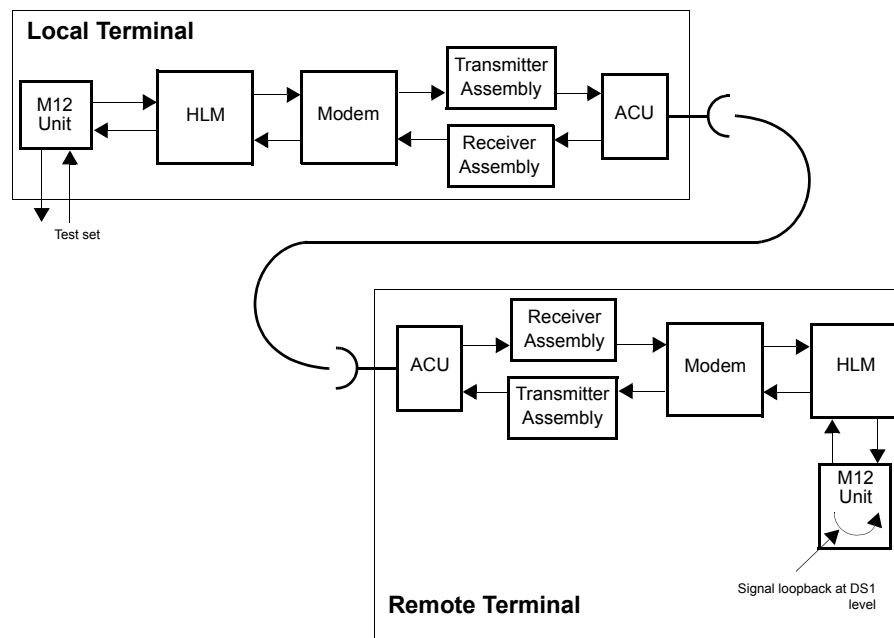 Local Terminal
M12
Unit
HLM
Modem
Transmitter
Assembly
Receiver
Assembly
ACU
Test set
ACU
Receiver
Assembly
Transmitter
Assembly
Modem
HLM
M12
Unit
Signal loopback at DS1
level
Remote Terminal